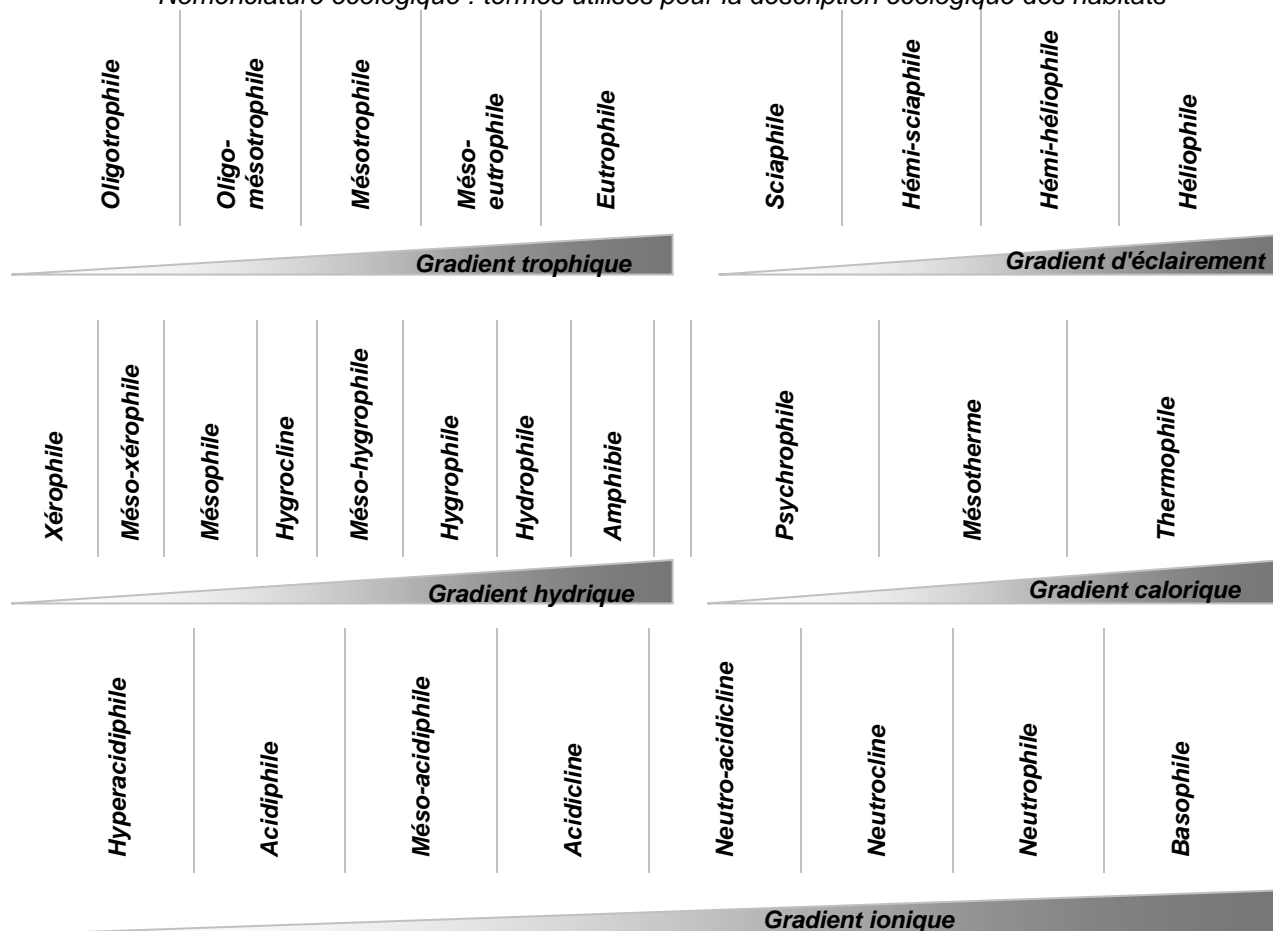 Nomenclature écologique : termes utilisés pour la description écologique des habitats
Oligotrophile
Oligo-
mésotrophile
Mésotrophile
Méso-
eutrophile
Eutrophile
Gradient trophique
Sciaphile
Hémi-sciaphile
Hémi-héliophile
Héliophile
Gradient d'éclairement
Xérophile
Méso-xérophile
Mésophile
Hygrocline
Méso-hygrophile
Hygrophile
Hydrophile
Amphibie
Gradient hydrique
Psychrophile
Mésotherme
Thermophile
Gradient calorique
Hyperacidiphile
Acidiphile
Méso-acidiphile
Acidicline
Neutro-acidicline
Neutrocline
Neutrophile
Basophile
Gradient ionique